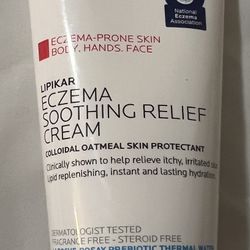 National
Eczema
Association
ECZEMA-PRONE SKIN
BODY, HANDS, FACE
LIPIKAR
ECZEMA
SOOTHING RELIEF
CREAM
COLLOIDAL OATMEAL SKIN PROTECTANT
Clinically shown to help relieve itchy, irritated skin
Lipid replenishing, instant and lasting hydration
DERMATOLOGIST TESTED
FRAGRANCE FREE - STEROID FREE
POSAY PREBIOTIC THERMAL WATER